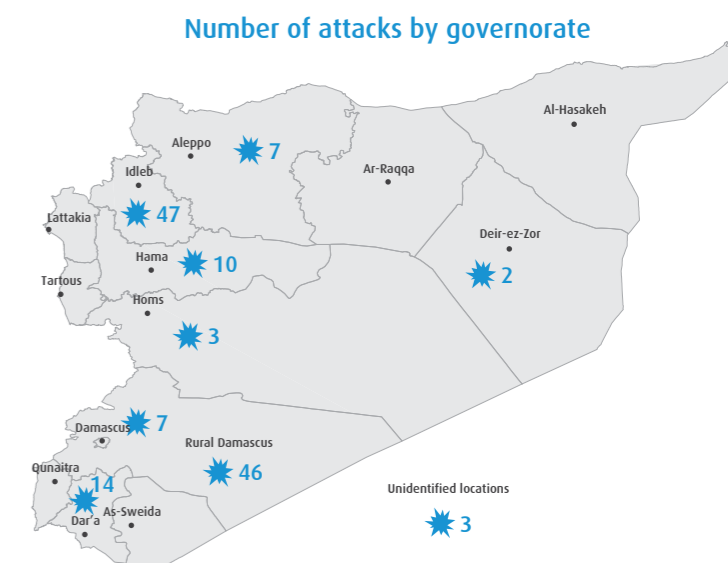 Number of attacks by governorate
Al-Hasakeh
Aleppo
7
Ar-Raqqa
Idleb
47
Lattakia
Deir-ez-Zor
2
Hama
10
Tartous
Homs
3
7
Damascus
Rural Damascus
46
Qunaitra
14
As-Sweida
Dar'a
Unidentified locations
3